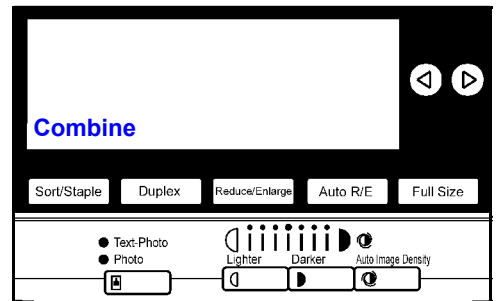 Combine
Sort/Staple Duplex Reduce/Enlarge Auto R/E Full Size
Text-Photo
Photo
Lighter Darker Auto Image Density